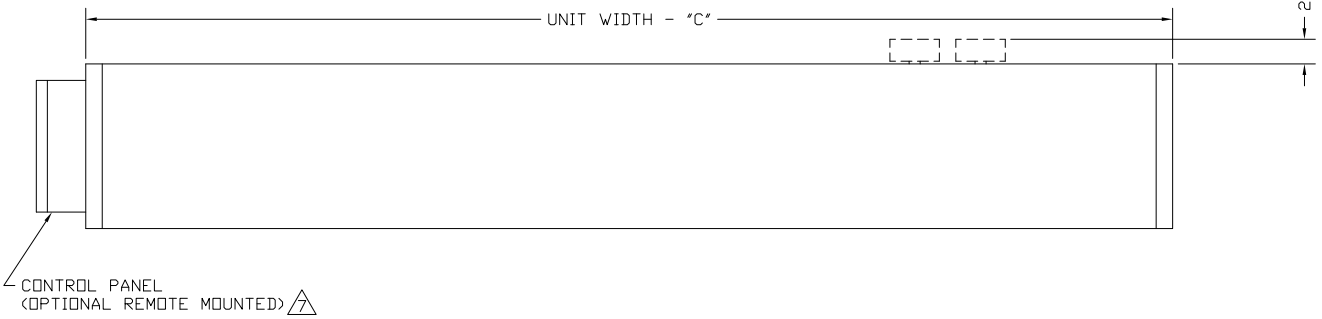 UNIT WIDTH - "C"
2
CONTROL PANEL
(OPTIONAL REMOTE MOUNTED) 7